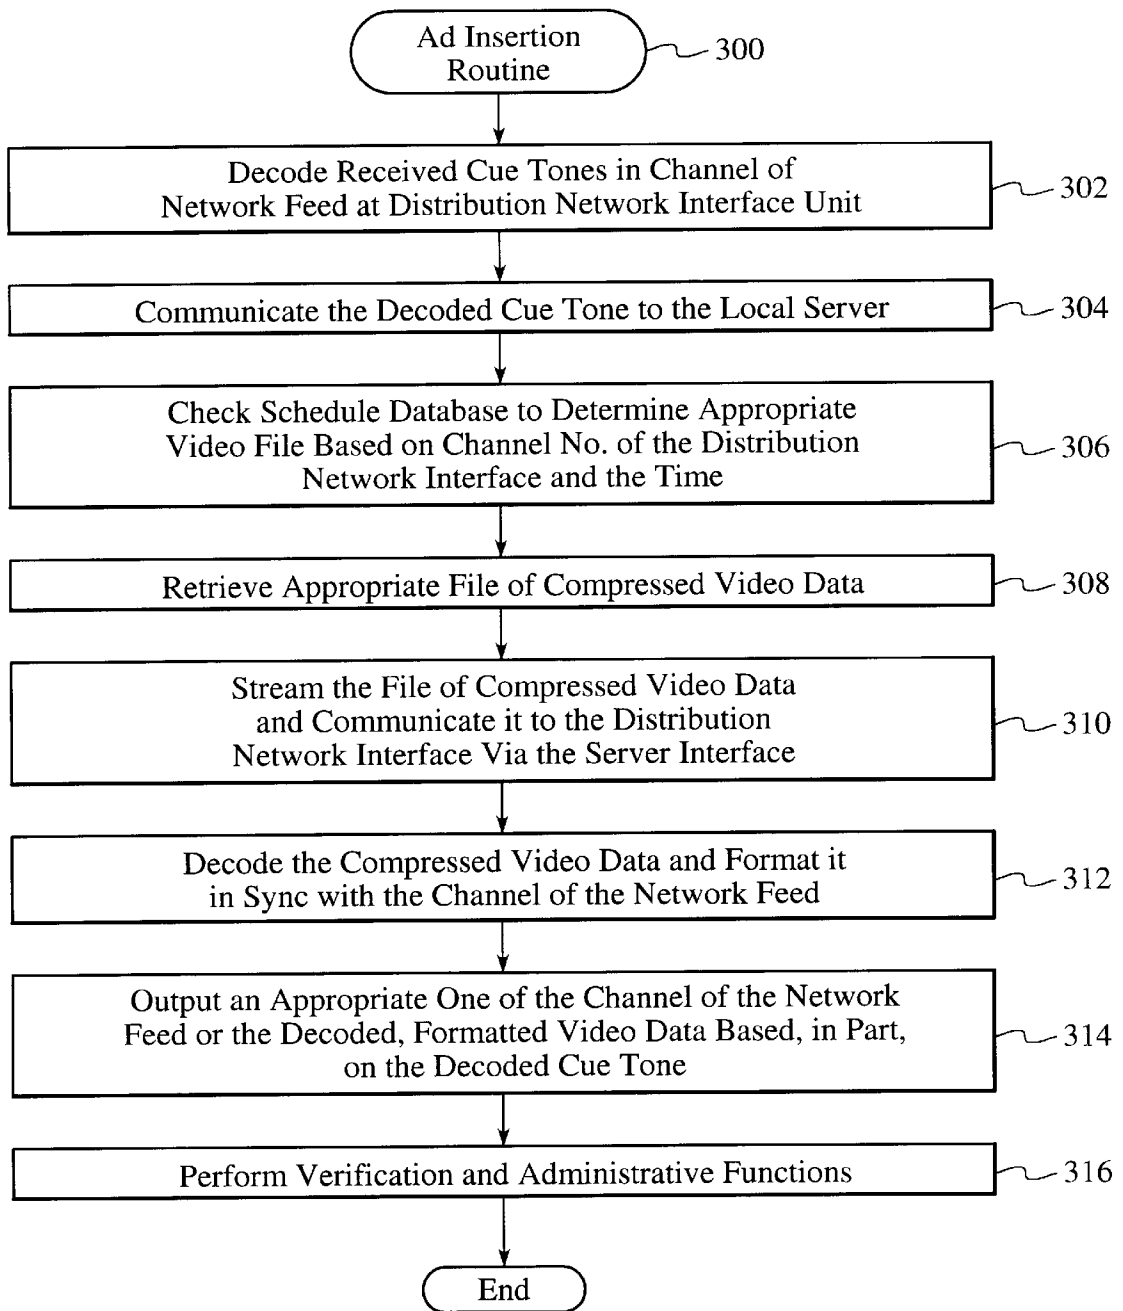 Ad Insertion
Routine
300
Decode Received Cue Tones in Channel of
Network Feed at Distribution Network Interface Unit
302
Communicate the Decoded Cue Tone to the Local Server
304
Check Schedule Database to Determine Appropriate
Video File Based on Channel No. of the Distribution
Network Interface and the Time
306
Retrieve Appropriate File of Compressed Video Data
308
Stream the File of Compressed Video Data
and Communicate it to the Distribution
Network Interface Via the Server Interface
310
Decode the Compressed Video Data and Format it
in Sync with the Channel of the Network Feed
312
Output an Appropriate One of the Channel of the Network
Feed or the Decoded, Formatted Video Data Based, in Part,
on the Decoded Cue Tone
314
Perform Verification and Administrative Functions
316
End